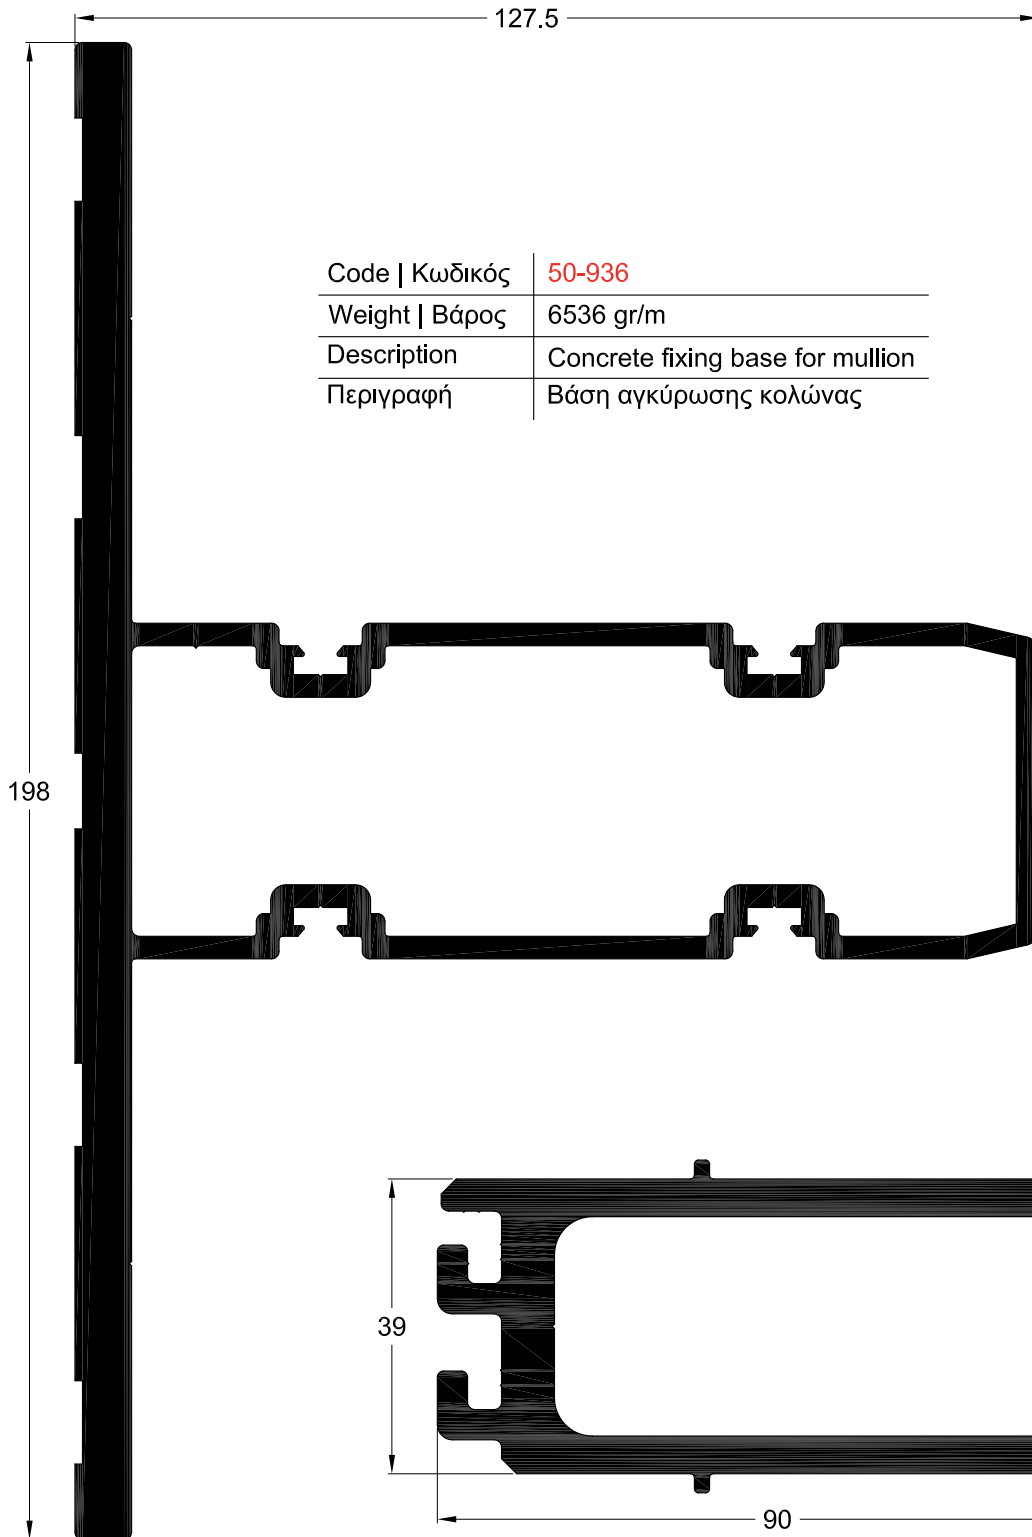 127.5
Code | Κωδικός 50-936
Weight | Βάρος 6536 gr/m
Description Concrete fixing base for mullion
Περιγραφή Βάση αγκύρωσης κολώνας
198
39
90